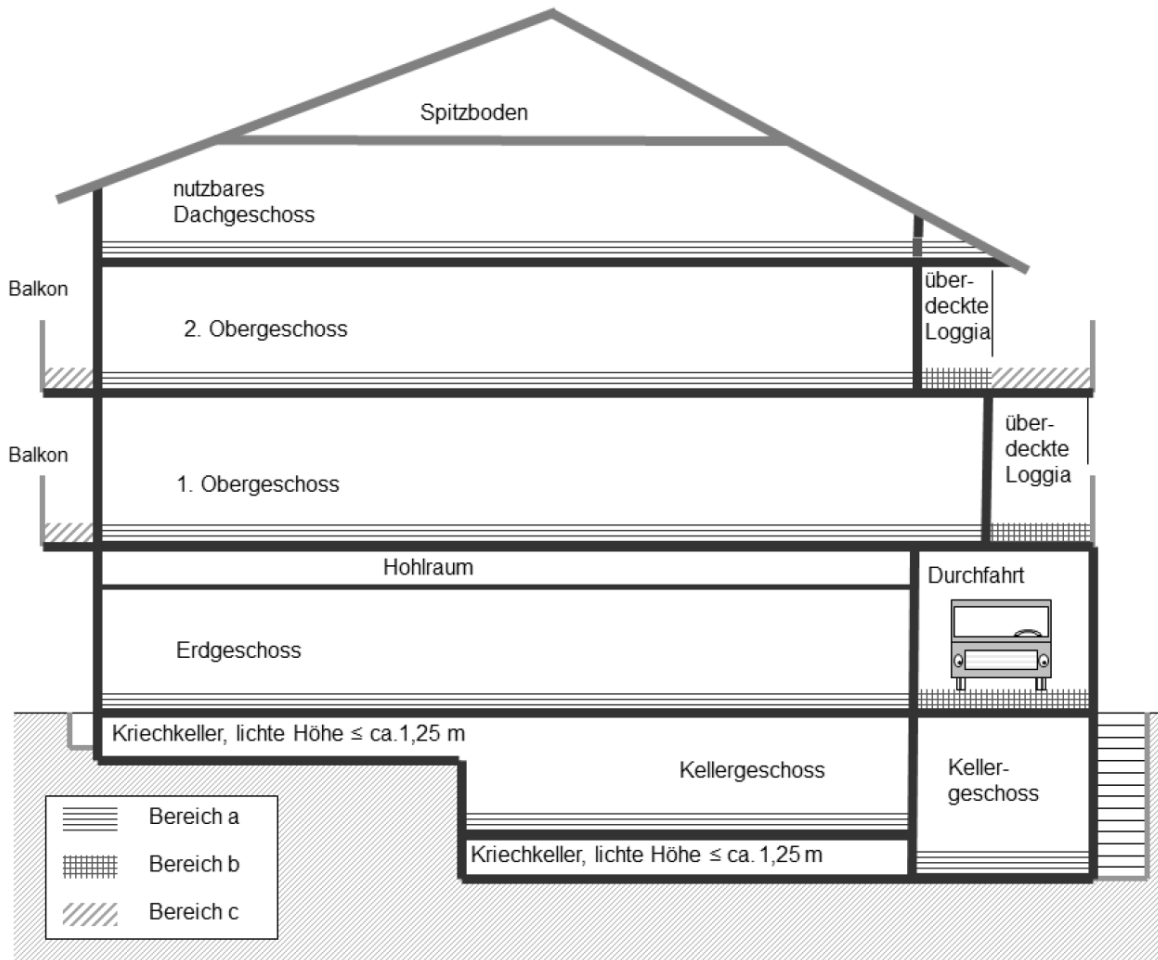 Spitzboden
nutzbares
Dachgeschoss
Balkon
2. Obergeschoss
über-
deckte
Loggia
Balkon
1. Obergeschoss
über-
deckte
Loggia
Hohlraum
Durchfahrt
Erdgeschoss
Kriechkeller, lichte Höhe ≤ ca.1,25 m
Kellergeschoss
Keller-
geschoss
Kriechkeller, lichte Höhe ≤ ca. 1,25 m
Bereich a
Bereich b
Bereich c